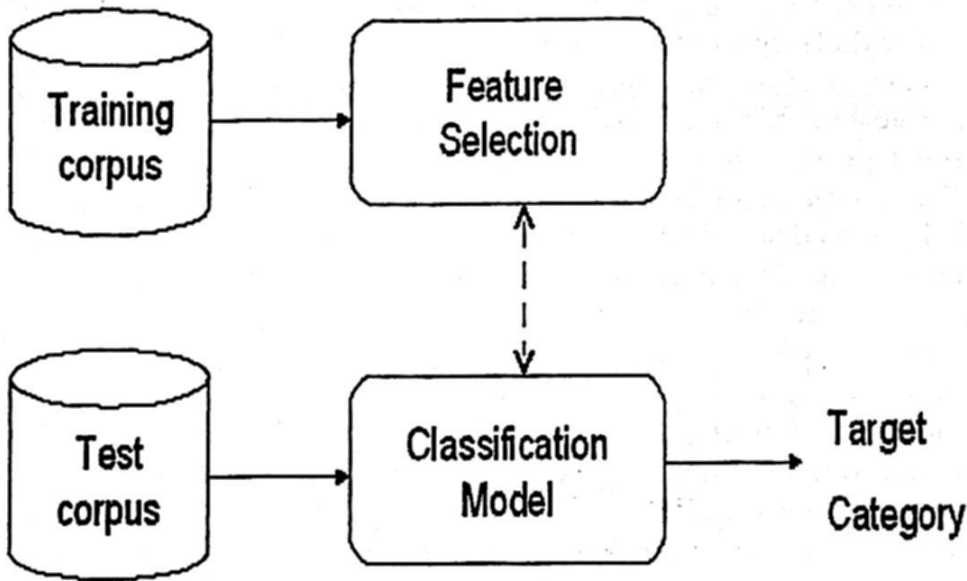 Training
corpus
Feature
Selection
Test
corpus
Classification
Model
Target
Category